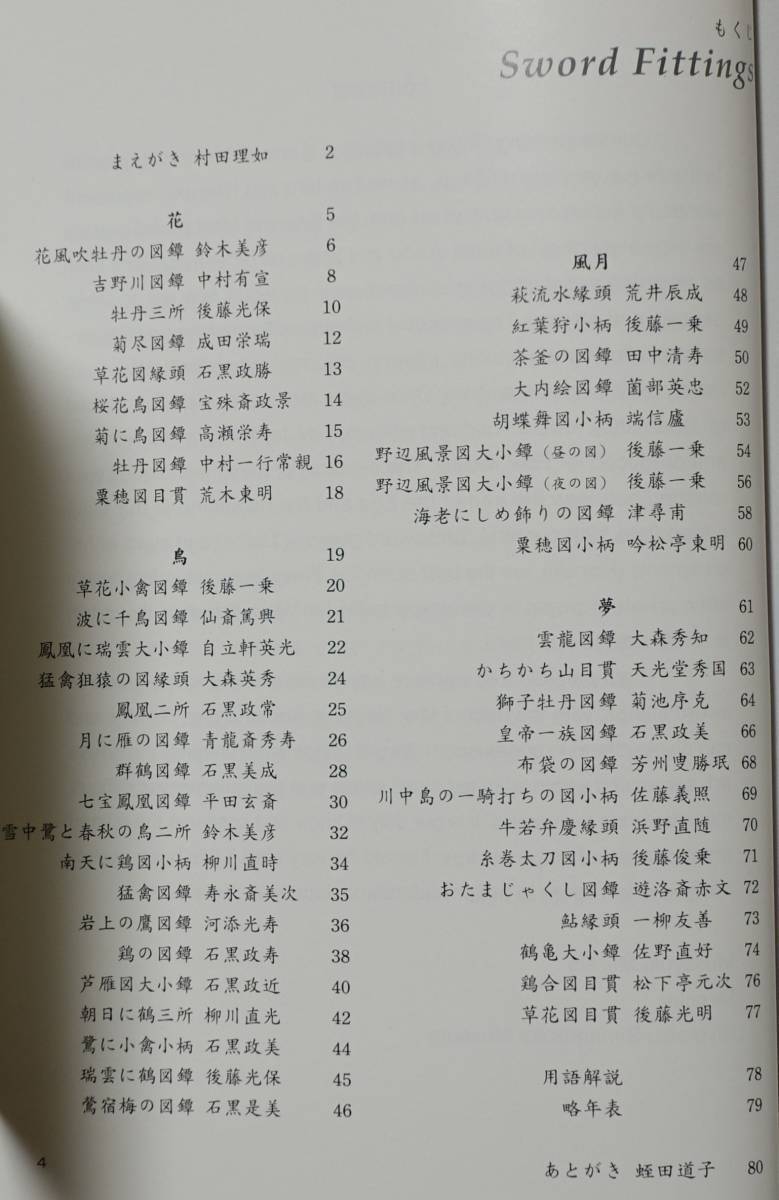 もくじ
Sword Fittings
まえがき 村田理如 2
花 5
花風吹牡丹の図鐔 鈴木美彦 6
吉野川図鐔 中村有宣 8
牡丹三所 後藤光保 10
菊尽図鐔 成田栄瑞 12
草花図縁頭 石黒政勝 13
桜花鳥図鐔 宝殊斎政景 14
菊に鳥図鐔 高瀬栄寿 15
牡丹図鐔 中村一行常親 16
粟穂図目貫 荒木東明 18
鳥 19
草花小禽図鐔 後藤一乗 20
波に千鳥図鐔 仙斎篤興 21
鳳凰に瑞雲大小鐔 自立軒英光 22
猛禽狙猿の図縁頭 大森英秀 24
鳳凰二所 石黒政常 25
月に雁の図鐔 青龍斎秀寿 26
群鶴図鐔 石黒美成 28
七宝鳳凰図鐔 平田玄斎 30
雪中鷺と春秋の鳥二所 鈴木美彦 32
南天に鶏図小柄 柳川直時 34
猛禽図鐔 寿永斎美次 35
岩上の鷹図鐔 河添光寿 36
鶏の図鐔 石黒政寿 38
芦雁図大小鐔 石黒政近 40
朝日に鶴三所 柳川直光 42
鷺に小禽小柄 石黒政美 44
瑞雲に鶴図鐔 後藤光保 45
鶯宿梅の図鐔 石黒是美 46
風月 47
萩流水縁頭 荒井辰成 48
紅葉狩小柄 後藤一乗 49
茶釜の図鐔 田中清寿 50
大内絵図鐔 薗部英忠 52
胡蝶舞図小柄 端信廬 53
野辺風景図大小鐔(昼の図) 後藤一乗 54
野辺風景図大小鐔(夜の図) 後藤一乗 56
海老にしめ飾りの図鐔 津尋甫 58
粟穂図小柄 吟松亭東明 60
夢 61
雲龍図鐔 大森秀知 62
かちかち山目貫 天光堂秀国 63
獅子牡丹図鐔 菊池序克 64
皇帝一族図鐔 石黒政美 66
布袋の図鐔 芳州叟勝珉 68
川中島の一騎打ちの図小柄 佐藤義照 69
牛若弁慶縁頭 浜野直随 70
糸巻太刀図小柄 後藤俊乗 71
おたまじゃくし図鐔 遊洛斎赤文 72
鮎縁頭 一柳友善 73
鶴亀大小鐔 佐野直好 74
鶏合図目貫 松下亭元次 76
草花図目貫 後藤光明 77
用語解説 78
略年表 79
あとがき 蛭田道子 80
4